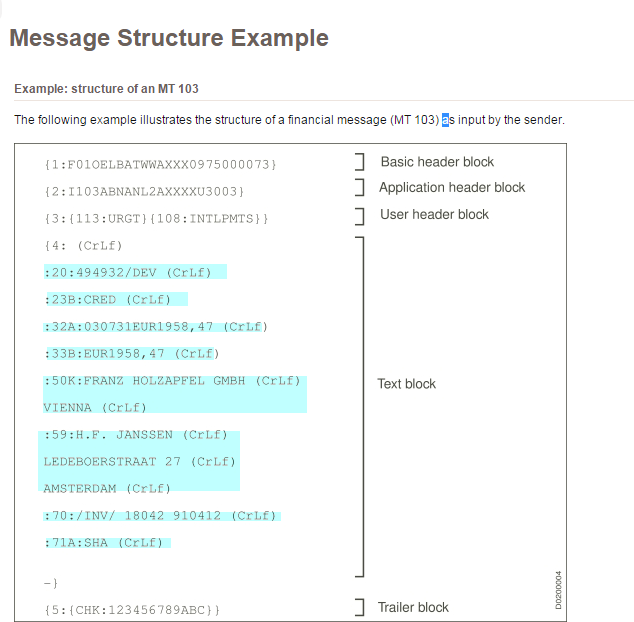 Message Structure Example
Example: structure of an MT 103
The following example illustrates the structure of a financial message (MT 103) as input by the sender.
{1:F01OELBATWWAXXX0975000073} Basic header block
{2:I103ABNANL2AXXXXU3003} Application header block
{3:{113:URGT}{108:INTLPMTS}} User header block
{4: (CrLf)
:20:494932/DEV (CrLf)
:23B:CRED (CrLf)
:32A:030731EUR1958,47 (CrLf)
:33B:EUR1958,47 (CrLf)
:50K:FRANZ HOLZAPFEL GMBH (CrLf) Text block
VIENNA (CrLf)
:59:H.F. JANSSEN (CrLf)
LEDEBOERSTRAAT 27 (CrLf)
AMSTERDAM (CrLf)
:70:/INV/ 18042 910412 (CrLf)
:71A:SHA (CrLf)
-}
{5:{CHK:123456789ABC}} Trailer block
D0200004